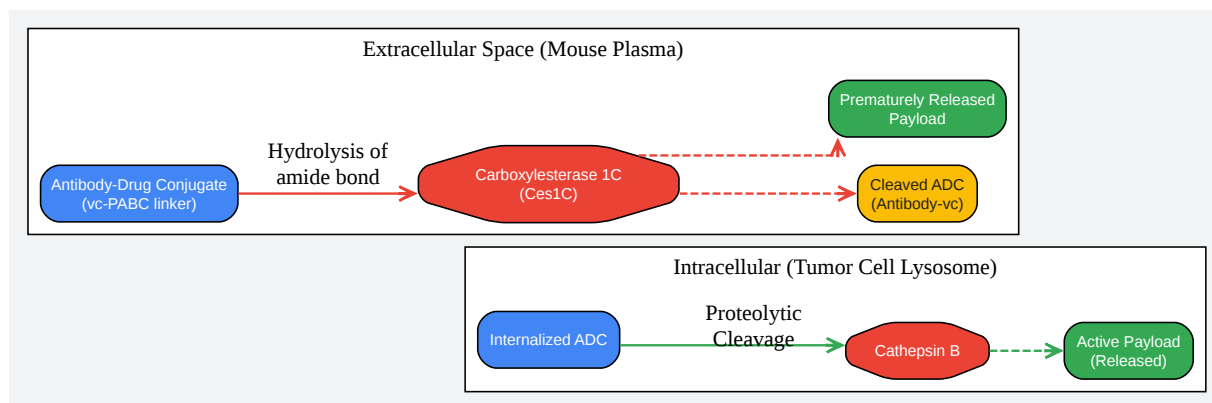 Extracellular Space (Mouse Plasma)
Prematurely Released
Payload
Hydrolysis of
amide bond
Antibody-Drug Conjugate
(vc-PABC linker)
Carboxylesterase 1C
(Ces1C)
Cleaved ADC
(Antibody-vc)
Intracellular (Tumor Cell Lysosome)
Proteolytic
Cleavage
Internalized ADC
Cathepsin B
Active Payload
(Released)